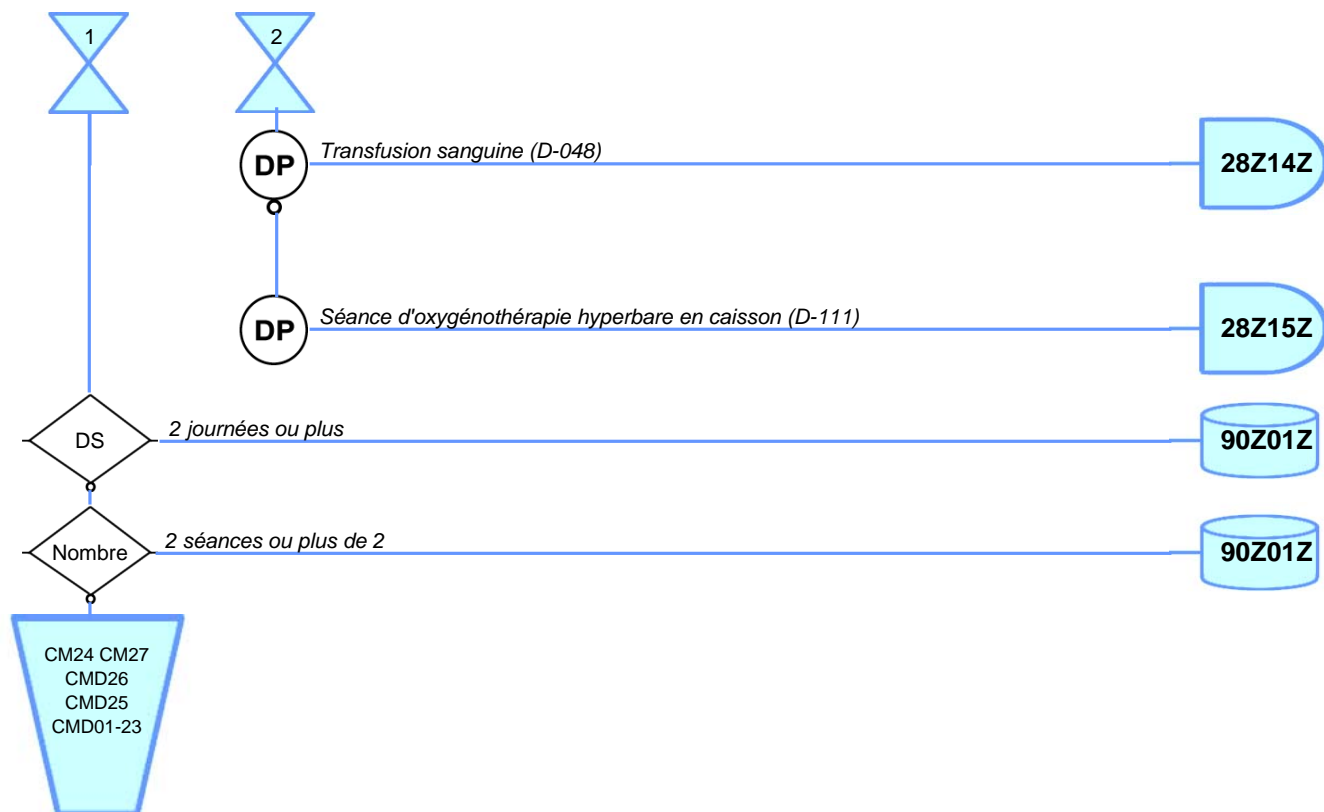 1
2
DP
Transfusion sanguine (D-048)
28Z14Z
DP
Séance d'oxygénothérapie hyperbare en caisson (D-111)
28Z15Z
DS
2 journées ou plus
90Z01Z
Nombre
2 séances ou plus de 2
90Z01Z
CM24 CM27
CMD26
CMD25
CMD01-23